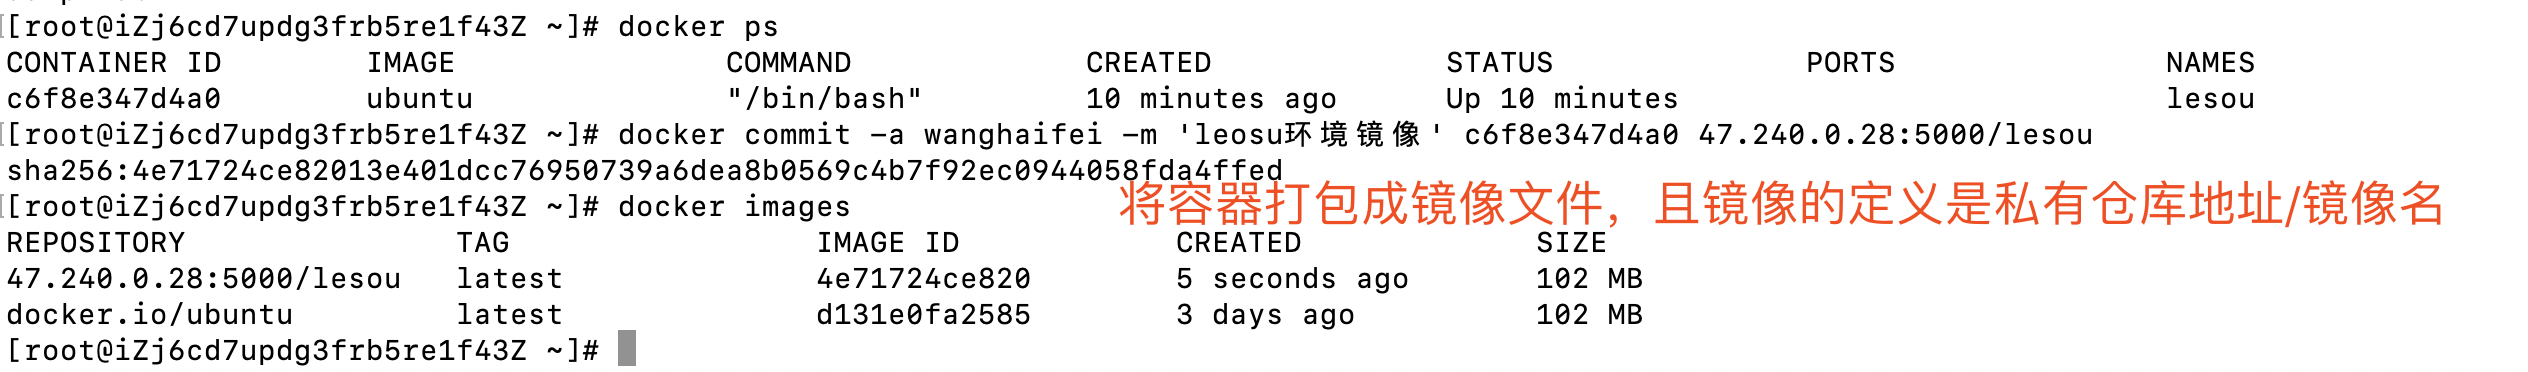 [root@iZj6cd7updg3frb5re1f43Z ~]# docker ps
CONTAINER ID IMAGE COMMAND CREATED STATUS PORTS NAMES
c6f8e347d4a0 ubuntu "/bin/bash" 10 minutes ago Up 10 minutes lesou
[root@iZj6cd7updg3frb5re1f43Z ~]# docker commit -a wanghaifei -m 'leosu环境镜像' c6f8e347d4a0 47.240.0.28:5000/lesou
sha256:4e71724ce82013e401dcc76950739a6dea8b0569c4b7f92ec0944058fda4ffed
将容器打包成镜像文件，且镜像的定义是私有仓库地址/镜像名
[root@iZj6cd7updg3frb5re1f43Z ~]# docker images
REPOSITORY TAG IMAGE ID CREATED SIZE
47.240.0.28:5000/lesou latest 4e71724ce820 5 seconds ago 102 MB
docker.io/ubuntu latest d131e0fa2585 3 days ago 102 MB
[root@iZj6cd7updg3frb5re1f43Z ~]#